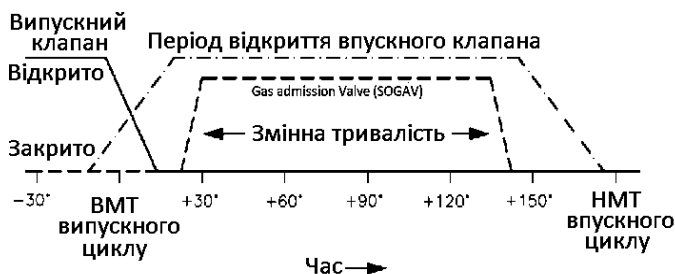 Випускний
клапан
Відкрито
Період відкриття впускного клапана
Gas admission Valve (SOGAV)
Змінна тривалість
Закрито
-30° +30° +60° +90° +120° +150°
ВМТ
випускного
циклу
НМТ
впускного
циклу
Час